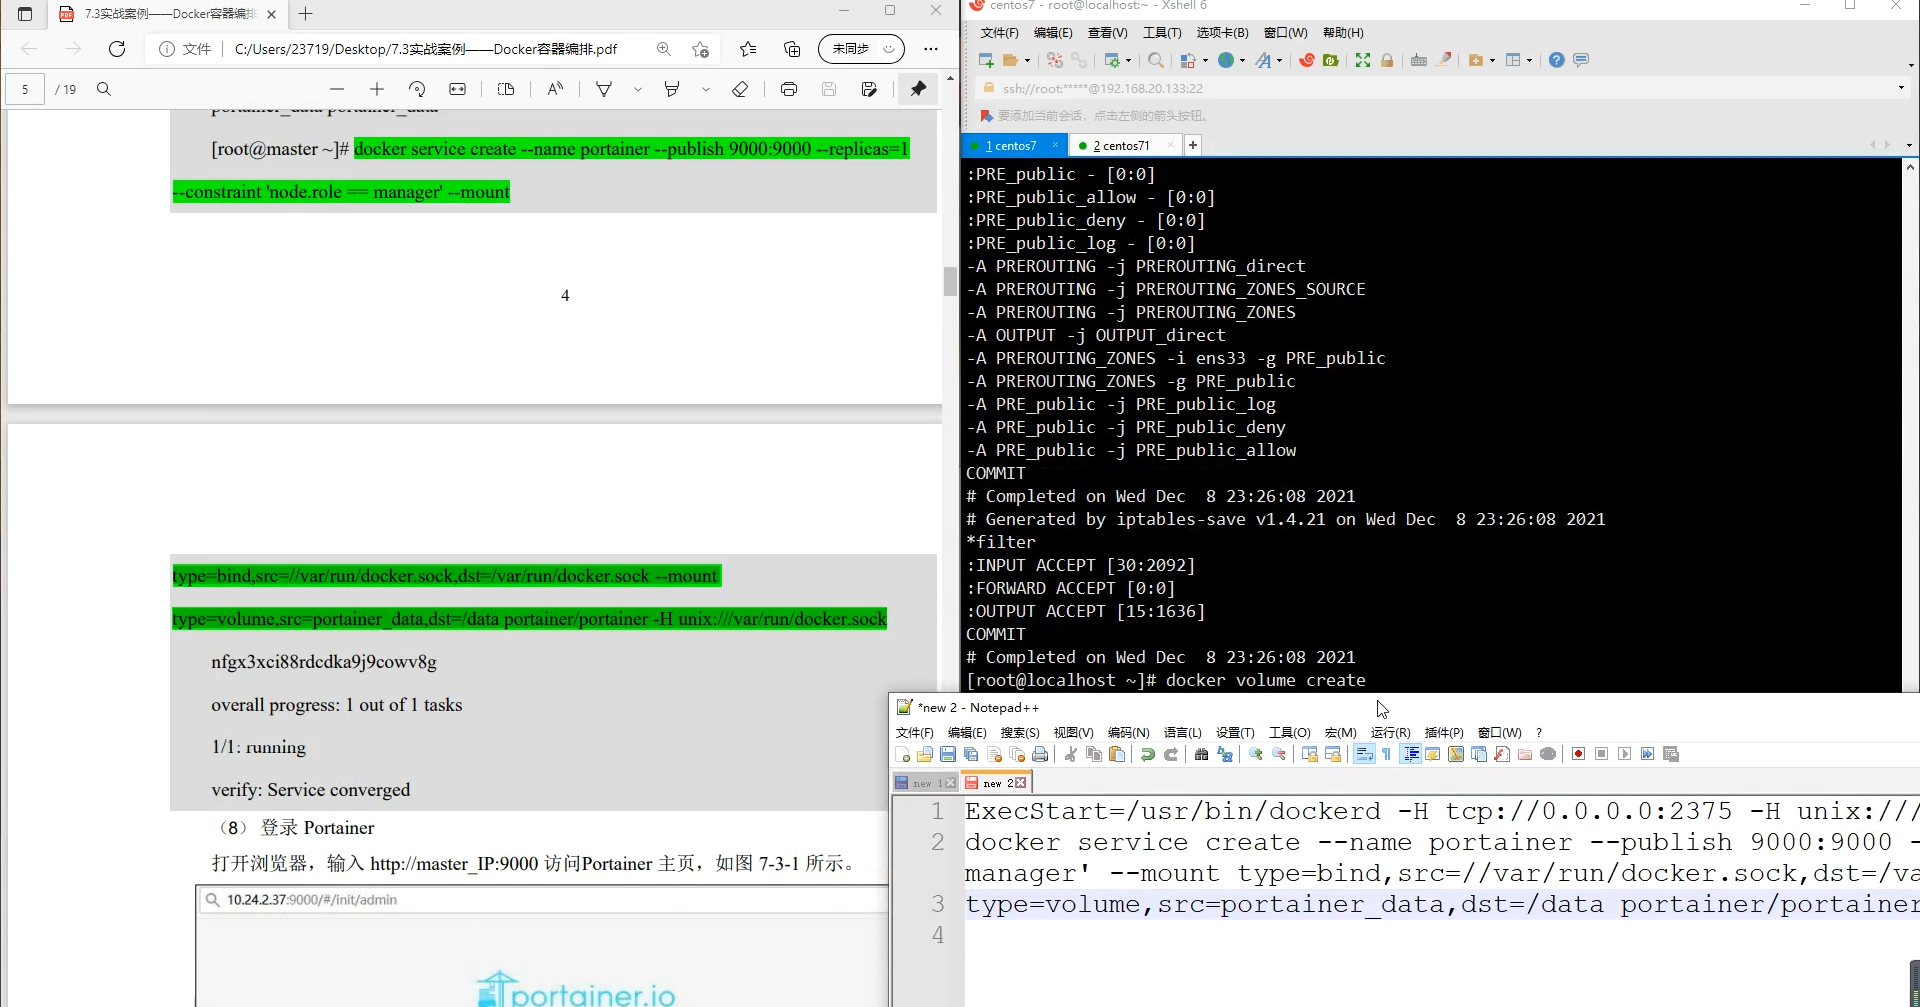 7.3实战案例——Docker容器编排
文件
C:/Users/23719/Desktop/7.3实战案例——Docker容器编排.pdf
未同步
5 / 19
portainer_data portainer_data
[root@master ~]# docker service create --name portainer --publish 9000:9000 --replicas=1
--constraint 'node.role == manager' --mount
4
type=bind,src=//var/run/docker.sock,dst=/var/run/docker.sock --mount
type=volume,src=portainer_data,dst=/data portainer/portainer -H unix:///var/run/docker.sock
nfgx3xci88rdcdka9j9cowv8g
overall progress: 1 out of 1 tasks
1/1: running
verify: Service converged
（8） 登录 Portainer
打开浏览器，输入 http://master_IP:9000 访问Portainer 主页，如图 7-3-1 所示。
10.24.2.37:9000/#/init/admin
portainer.io
centos7 - root@localhost:~ - Xshell 6
文件(F) 编辑(E) 查看(V) 工具(T) 选项卡(B) 窗口(W) 帮助(H)
ssh://root:*****@192.168.20.133:22
要添加当前会话，点击左侧的箭头按钮。
1 centos7
2 centos71
:PRE_public - [0:0]
:PRE_public_allow - [0:0]
:PRE_public_deny - [0:0]
:PRE_public_log - [0:0]
-A PREROUTING -j PREROUTING_direct
-A PREROUTING -j PREROUTING_ZONES_SOURCE
-A PREROUTING -j PREROUTING_ZONES
-A OUTPUT -j OUTPUT_direct
-A PREROUTING_ZONES -i ens33 -g PRE_public
-A PREROUTING_ZONES -g PRE_public
-A PRE_public -j PRE_public_log
-A PRE_public -j PRE_public_deny
-A PRE_public -j PRE_public_allow
COMMIT
# Completed on Wed Dec  8 23:26:08 2021
# Generated by iptables-save v1.4.21 on Wed Dec  8 23:26:08 2021
*filter
:INPUT ACCEPT [30:2092]
:FORWARD ACCEPT [0:0]
:OUTPUT ACCEPT [15:1636]
COMMIT
# Completed on Wed Dec  8 23:26:08 2021
[root@localhost ~]# docker volume create
*new 2 - Notepad++
文件(F) 编辑(E) 搜索(S) 视图(V) 编码(N) 语言(L) 设置(T) 工具(O) 宏(M) 运行(R) 插件(P) 窗口(W) ?
new 1
new 2
1 ExecStart=/usr/bin/dockerd -H tcp://0.0.0.0:2375 -H unix:///
2 docker service create --name portainer --publish 9000:9000 -
manager' --mount type=bind,src=//var/run/docker.sock,dst=/va
3 type=volume,src=portainer_data,dst=/data portainer/portainer
4